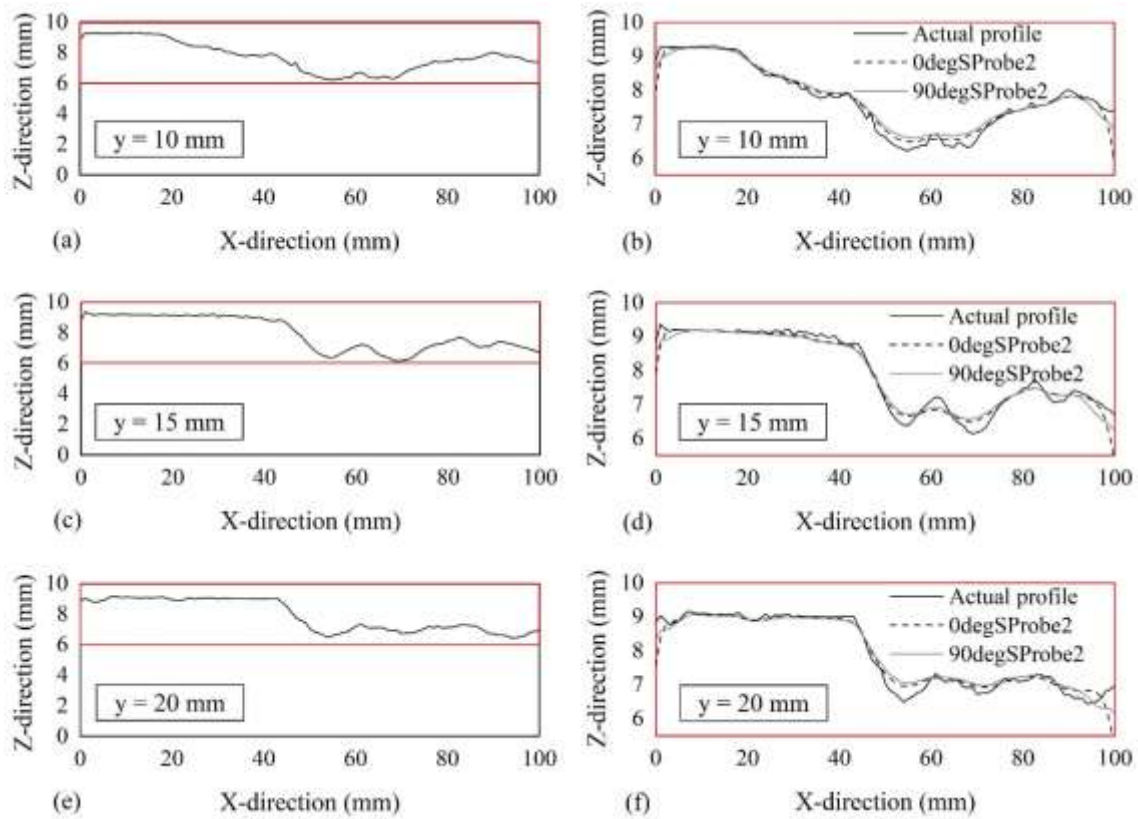 10
8
6
4
2
0
Z-direction (mm)
y = 10 mm
0 20 40 60 80 100
(a)
X-direction (mm)
10
9
8
7
6
Z-direction (mm)
Actual profile
0degSProbe2
90degSProbe2
y = 10 mm
0 20 40 60 80 100
(b)
X-direction (mm)
10
8
6
4
2
0
Z-direction (mm)
y = 15 mm
0 20 40 60 80 100
(c)
X-direction (mm)
10
9
8
7
6
Z-direction (mm)
Actual profile
0degSProbe2
90degSProbe2
y = 15 mm
0 20 40 60 80 100
(d)
X-direction (mm)
10
8
6
4
2
0
Z-direction (mm)
y = 20 mm
0 20 40 60 80 100
(e)
X-direction (mm)
10
9
8
7
6
Z-direction (mm)
Actual profile
0degSProbe2
90degSProbe2
y = 20 mm
0 20 40 60 80 100
(f)
X-direction (mm)